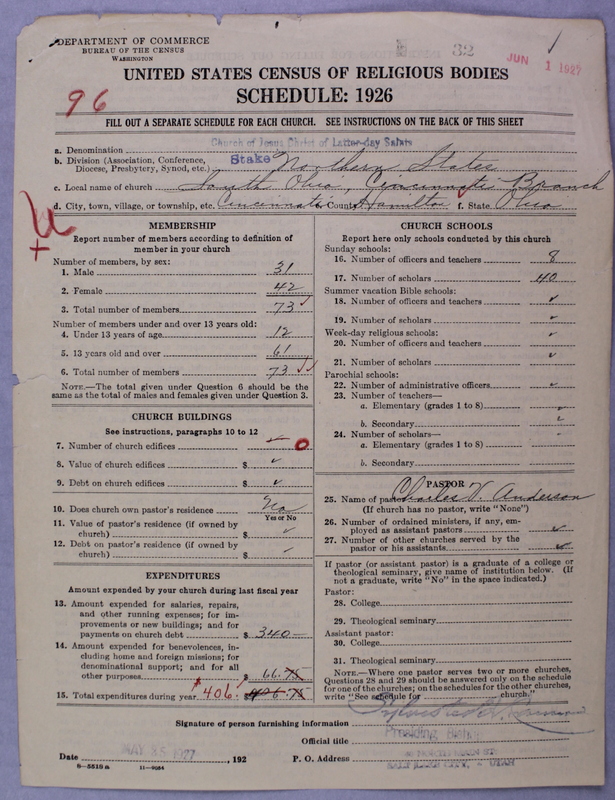 DEPARTMENT OF COMMERCE
BUREAU OF THE CENSUS
WASHINGTON
32
JUN 1 1927
UNITED STATES CENSUS OF RELIGIOUS BODIES
SCHEDULE: 1926
96
FILL OUT A SEPARATE SCHEDULE FOR EACH CHURCH. SEE INSTRUCTIONS ON THE BACK OF THIS SHEET
a. Denomination Church of Jesus Christ of Latter-day Saints
b. Division (Association, Conference, Diocese, Presbytery, Synod, etc.) Stake Northern States
c. Local name of church South Ohio, Cincinnati Branch
d. City, town, village, or township, etc. Cincinnati County Hamilton f. State Ohio
MEMBERSHIP
Report number of members according to definition of
member in your church
Number of members, by sex:
1. Male 31
2. Female 42
3. Total number of members 73
Number of members under and over 13 years old:
4. Under 13 years of age 12
5. 13 years old and over 61
6. Total number of members 73
NOTE.—The total given under Question 6 should be
same as the total of males and females given under Question 3.
CHURCH BUILDINGS
See instructions, paragraphs 10 to 12
7. Number of church edifices 0
8. Value of church edifices $ ✓
9. Debt on church edifices $ ✓
10. Does church own pastor's residence No
Yes or No
11. Value of pastor's residence (if owned by
church) $ ✓
12. Debt on pastor's residence (if owned by
church) $
EXPENDITURES
Amount expended by your church during last fiscal year
13. Amount expended for salaries, repairs,
and other running expenses; for im-
provements or new buildings; and for
payments on church debt $ 340—
14. Amount expended for benevolences, in-
cluding home and foreign missions; for
denominational support; and for all
other purposes $ 66.75
15. Total expenditures during year $ 406 406.75
CHURCH SCHOOLS
Report here only schools conducted by this church
Sunday schools:
16. Number of officers and teachers 8
17. Number of scholars 40
Summer vacation Bible schools:
18. Number of officers and teachers ✓
19. Number of scholars ✓
Week-day religious schools:
20. Number of officers and teachers
21. Number of scholars ✓
Parochial schools:
22. Number of administrative officers ✓
23. Number of teachers—
a. Elementary (grades 1 to 8)
b. Secondary
24. Number of scholars—
a. Elementary (grades 1 to 8)
b. Secondary
PASTOR
25. Name of pastor Charles V. Anderson
(If church has no pastor, write "None")
26. Number of ordained ministers, if any, em-
ployed as assistant pastors ✓
27. Number of other churches served by the
pastor or his assistants ✓
If pastor (or assistant pastor) is a graduate of a college or
theological seminary, give name of institution below. (If
not a graduate, write "No" in the space indicated.)
Pastor:
28. College
29. Theological seminary
Assistant pastor:
30. College
31. Theological seminary
NOTE.—Where one pastor serves two or more churches,
Questions 28 and 29 should be answered only on the schedule
for one of the churches; on the schedules for the other churches,
write "See schedule for church."
Signature of person furnishing information
Official title Presiding Bishop
Date MAY 25 1927, 192 P. O. Address SALT LAKE CITY, UTAH
8—5518 a 11—9564